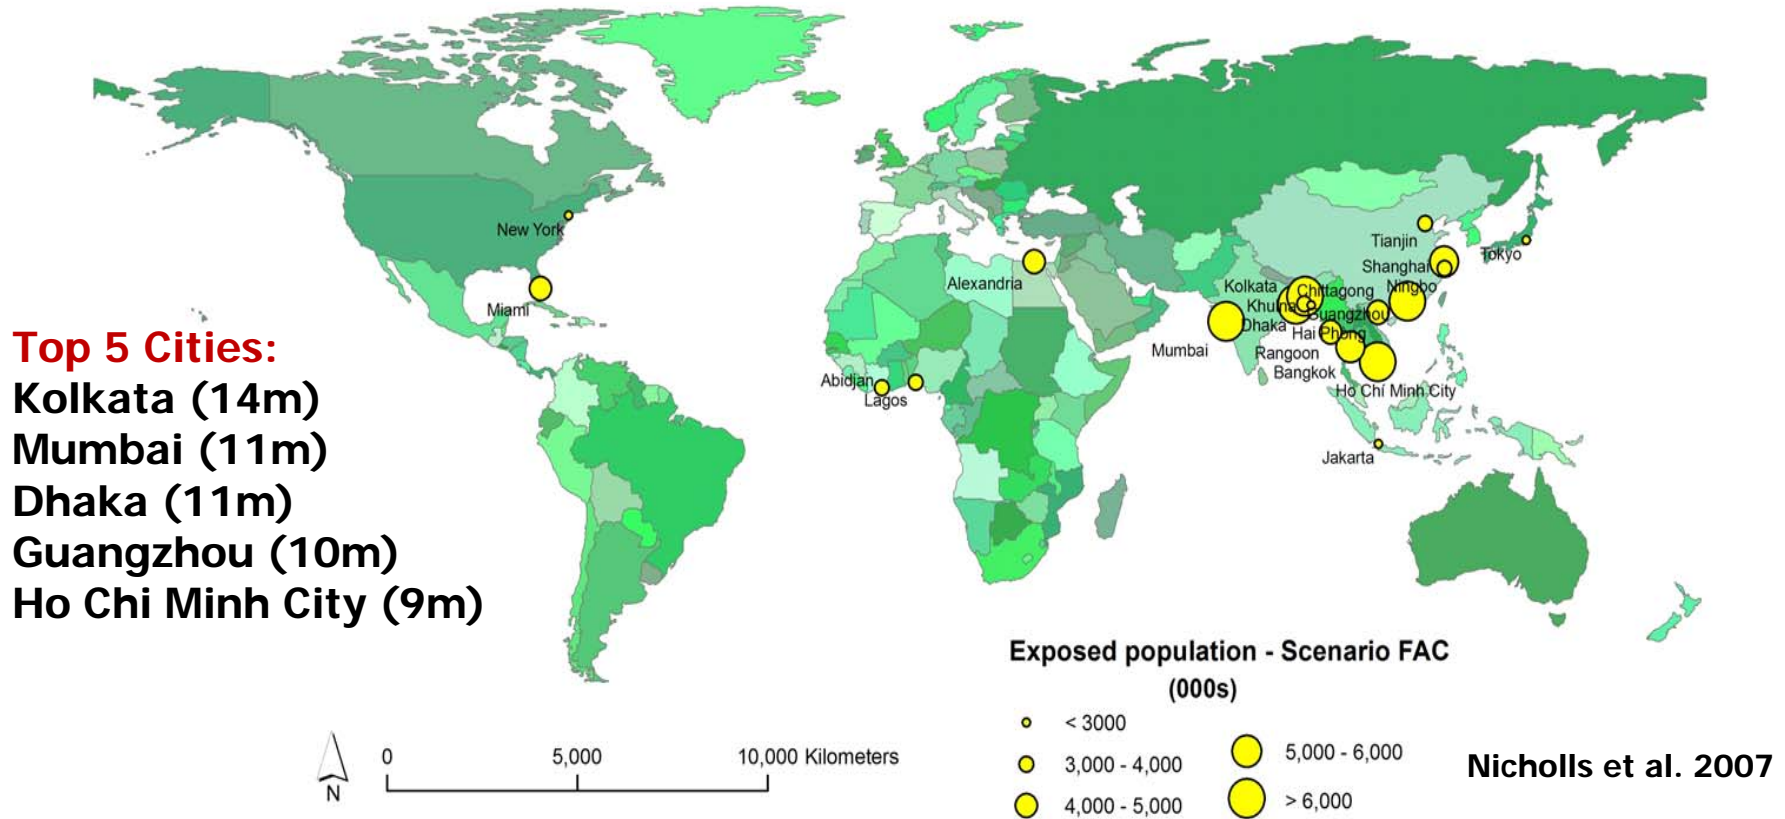 New York
Miami
Alexandria
Abidjan
Lagos
Mumbai
Kolkata
Khulna
Dhaka
Chittagong
Guangzhou
Hai Phong
Rangoon
Bangkok
Ho Chi Minh City
Jakarta
Tianjin
Shanghai
Ningbo
Tokyo
Top 5 Cities:
Kolkata (14m)
Mumbai (11m)
Dhaka (11m)
Guangzhou (10m)
Ho Chi Minh City (9m)
N
0 5,000 10,000 Kilometers
Exposed population - Scenario FAC
(000s)
< 3000
3,000 - 4,000
4,000 - 5,000
5,000 - 6,000
> 6,000
Nicholls et al. 2007